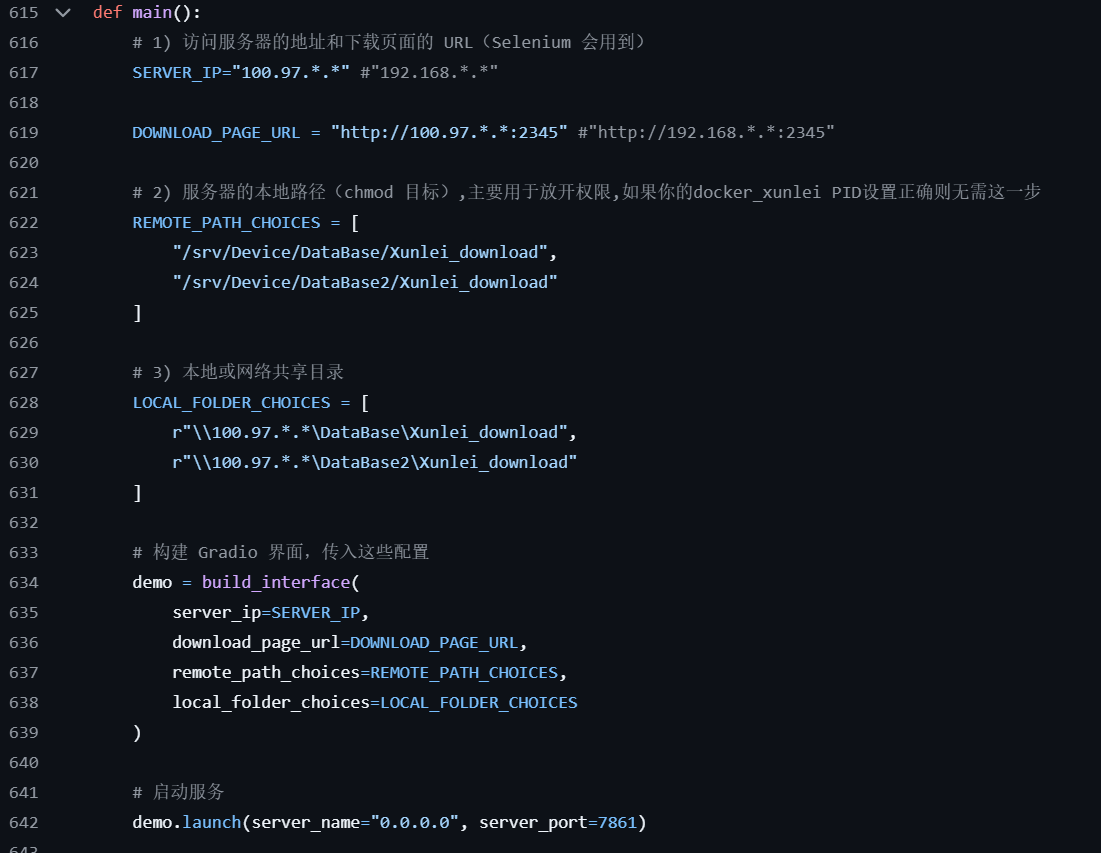 615 def main():
616 # 1) 访问服务器的地址和下载页面的 URL（Selenium 会用到）
617 SERVER_IP="100.97.*.*" #"192.168.*.*"
618
619 DOWNLOAD_PAGE_URL = "http://100.97.*.*:2345" #"http://192.168.*.*:2345"
620
621 # 2) 服务器的本地路径（chmod 目标）,主要用于放开权限,如果你的docker_xunlei PID设置正确则无需这一步
622 REMOTE_PATH_CHOICES = [
623 "/srv/Device/DataBase/Xunlei_download",
624 "/srv/Device/DataBase2/Xunlei_download"
625 ]
626
627 # 3) 本地或网络共享目录
628 LOCAL_FOLDER_CHOICES = [
629 r"\\100.97.*.*\DataBase\Xunlei_download",
630 r"\\100.97.*.*\DataBase2\Xunlei_download"
631 ]
632
633 # 构建 Gradio 界面，传入这些配置
634 demo = build_interface(
635 server_ip=SERVER_IP,
636 download_page_url=DOWNLOAD_PAGE_URL,
637 remote_path_choices=REMOTE_PATH_CHOICES,
638 local_folder_choices=LOCAL_FOLDER_CHOICES
639 )
640
641 # 启动服务
642 demo.launch(server_name="0.0.0.0", server_port=7861)
643